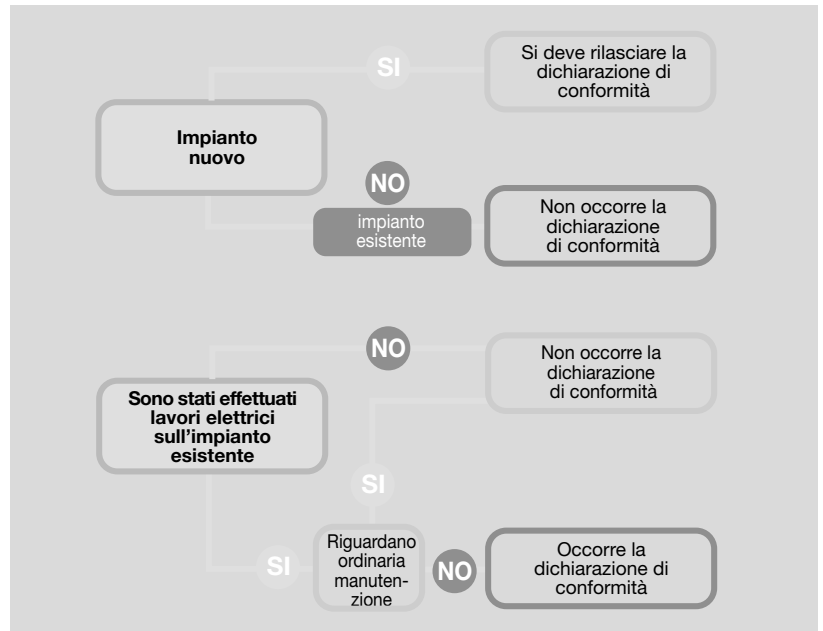 SI
Si deve rilasciare la
dichiarazione di
conformità
Impianto
nuovo
NO
impianto
esistente
Non occorre la
dichiarazione
di conformità
NO
Non occorre la
dichiarazione
di conformità
Sono stati effettuati
lavori elettrici
sull'impianto
esistente
SI
SI
Riguardano
ordinaria
manuten-
zione
NO
Occorre la
dichiarazione di
conformità